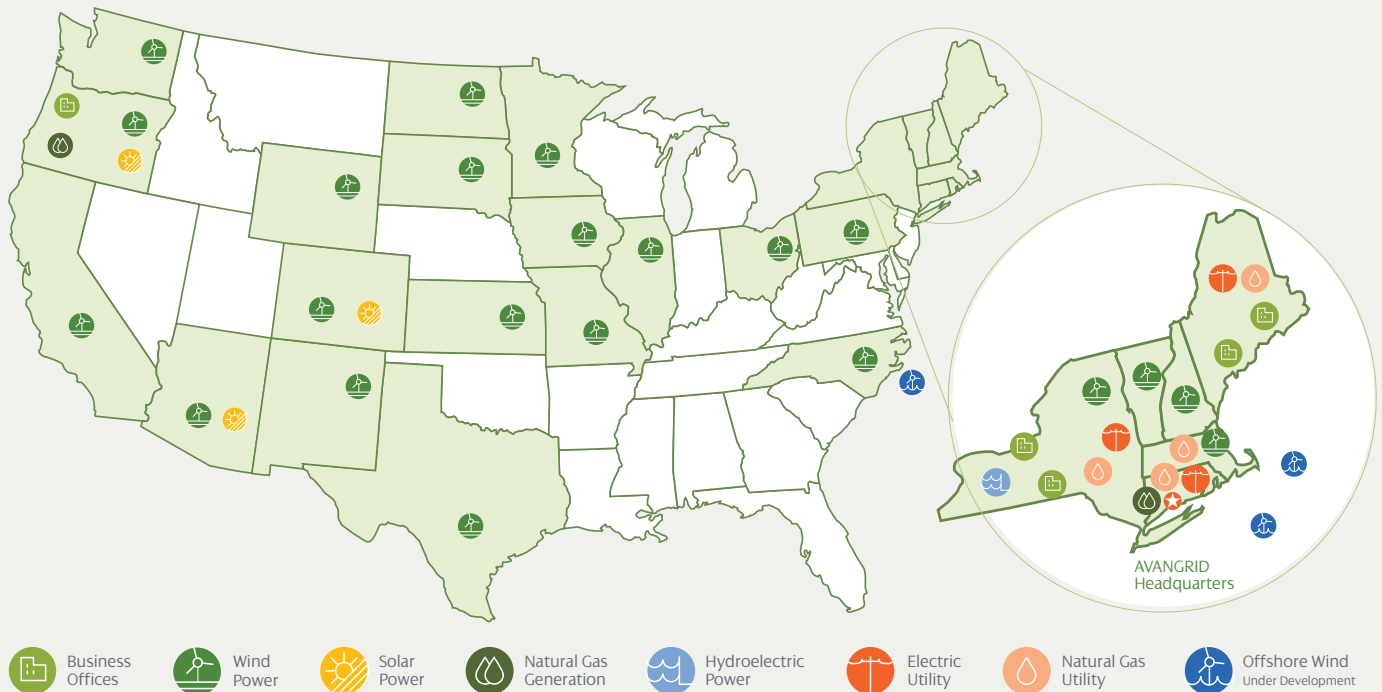 AVANGRID
Headquarters
Business
Offices
Wind
Power
Solar
Power
Natural Gas
Generation
Hydroelectric
Power
Electric
Utility
Natural Gas
Utility
Offshore Wind
Under Development